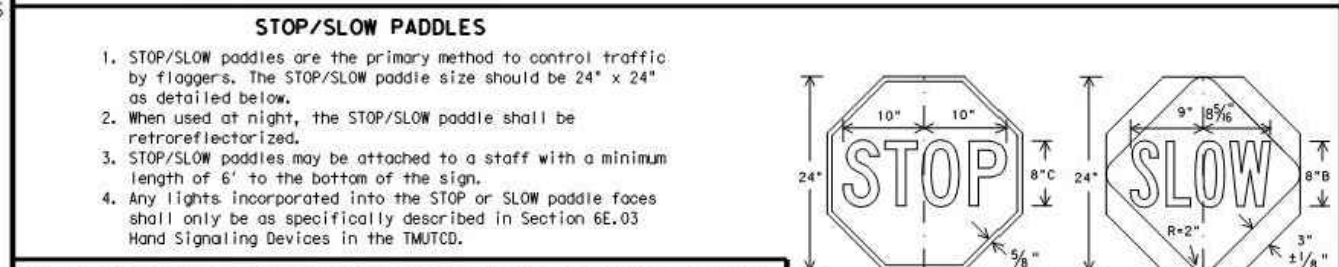 S
STOP/SLOW PADDLES
1. STOP/SLOW paddles are the primary method to control traffic
by flaggers. The STOP/SLOW paddle size should be 24" x 24"
as detailed below.
2. When used at night, the STOP/SLOW paddle shall be
retroreflectorized.
3. STOP/SLOW paddles may be attached to a staff with a minimum
length of 6' to the bottom of the sign.
4. Any lights incorporated into the STOP or SLOW paddle faces
shall only be as specifically described in Section 6E.03
Hand Signaling Devices in the TMUTCD.
10" 10"
STOP
24"
8"C
5/8"
9" 8 5/16"
SLOW
24"
8"B
R=2"
3"
±1/8"